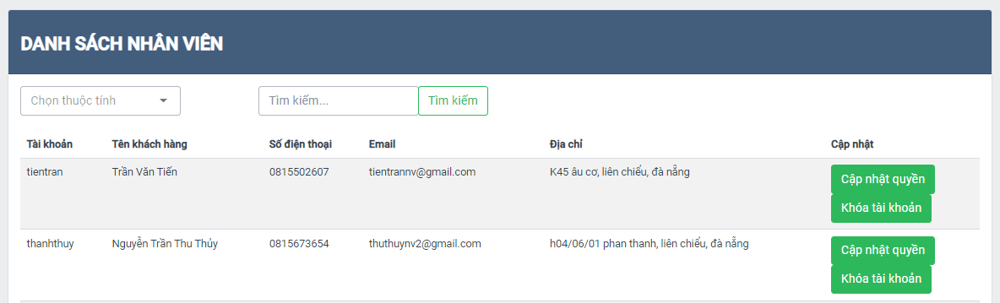 DANH SÁCH NHÂN VIÊN
Chọn thuộc tính Tìm kiếm... Tìm kiếm
Tài khoản Tên khách hàng Số điện thoại Email Địa chỉ Cập nhật
tientran Trần Văn Tiến 0815502607 tientrannv@gmail.com K45 âu cơ, liên chiểu, đà nẵng Cập nhật quyền
Khóa tài khoản
thanhthuy Nguyễn Trần Thu Thủy 0815673654 thuthuynv2@gmail.com h04/06/01 phan thanh, liên chiểu, đà nẵng Cập nhật quyền
Khóa tài khoản